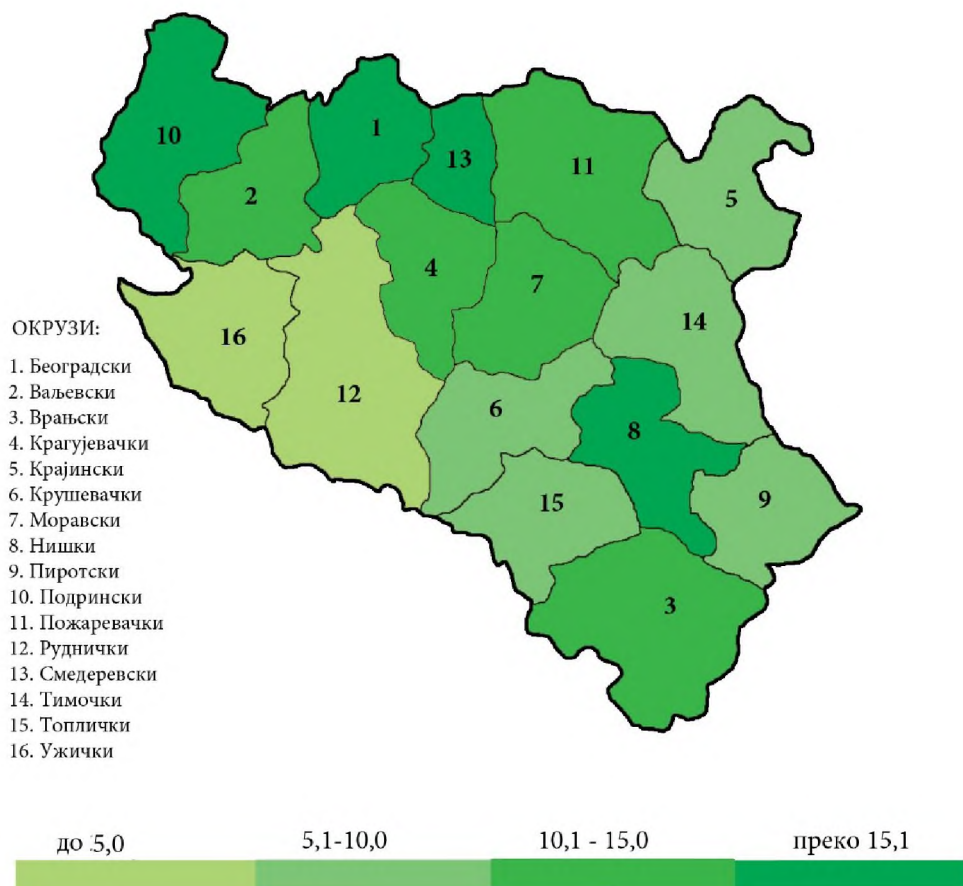 10
1
13
11
2
5
4
7
14
16
12
6
8
15
9
3
ОКРУЗИ:
1. Београдски
2. Ваљевски
3. Врањски
4. Крагујевачки
5. Крајински
6. Крушевачки
7. Моравски
8. Нишки
9. Пиротски
10. Подрински
11. Пожаревачки
12. Руднички
13. Смедеревски
14. Тимочки
15. Топлички
16. Ужички
до 5,0 5,1-10,0 10,1 - 15,0 преко 15,1